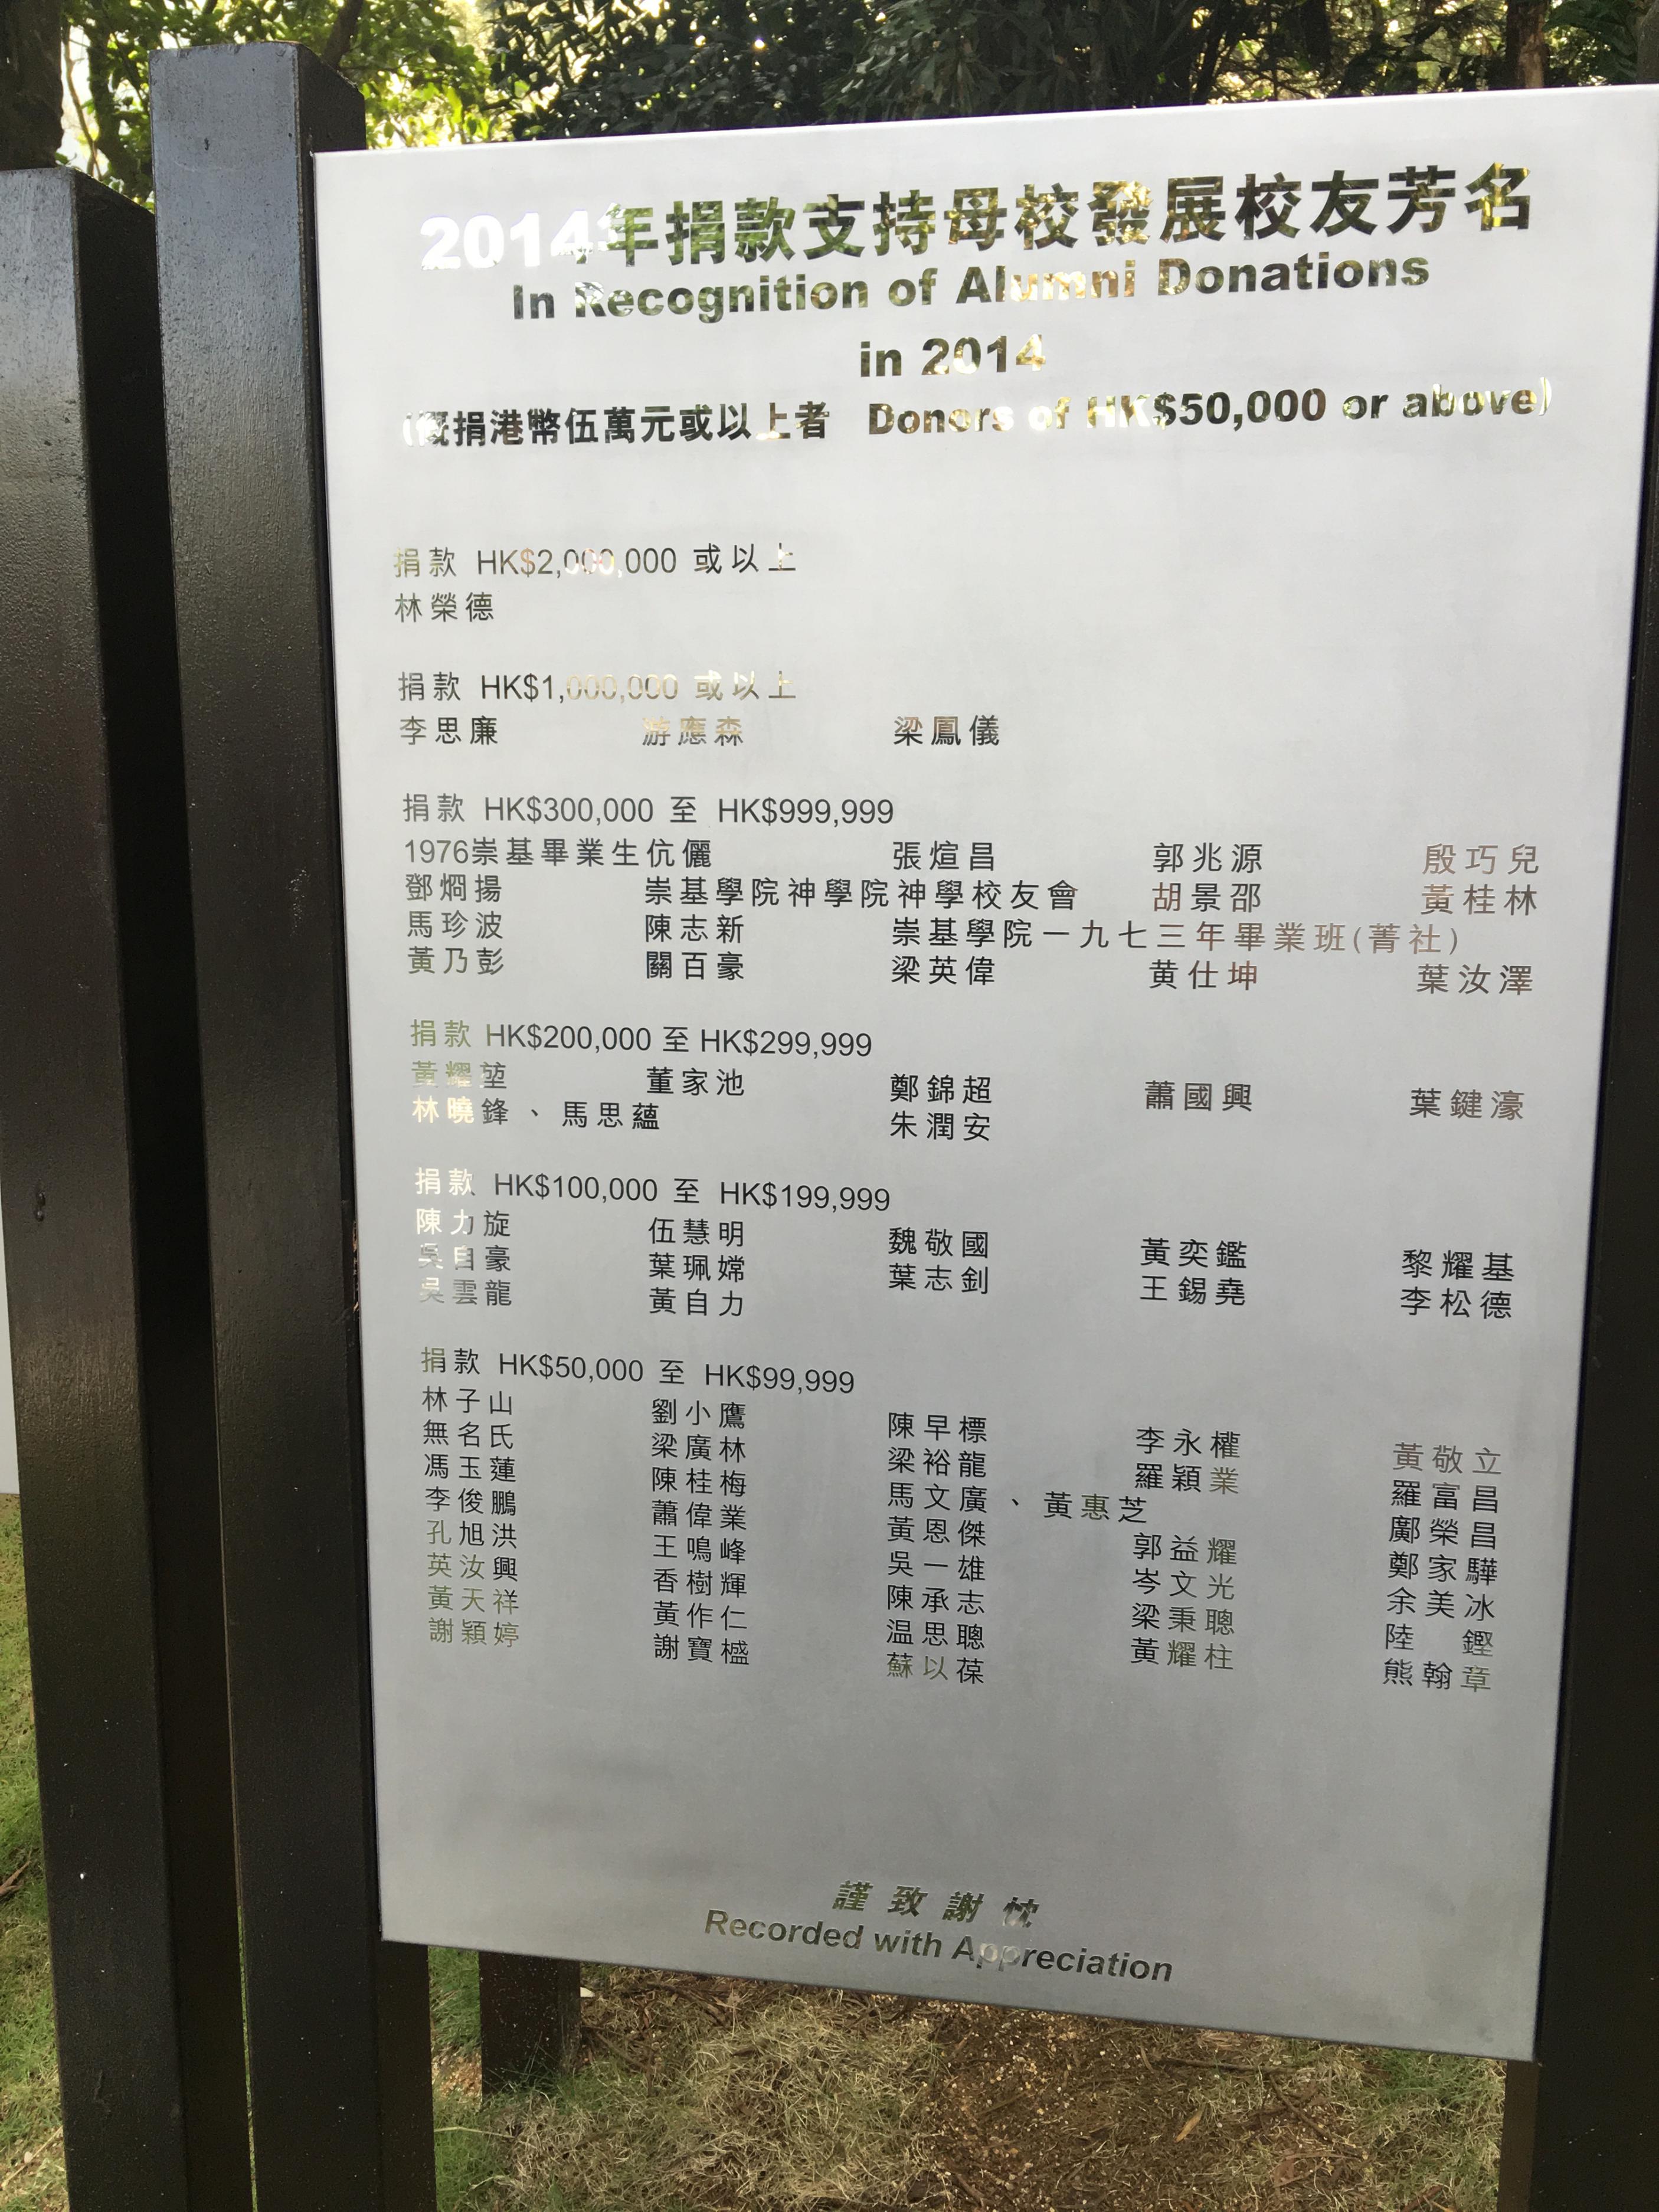 2014年捐款支持母校發展校友芳名
In Recognition of Alumni Donations
in 2014
(慨捐港幣伍萬元或以上者 Donors of HK$50,000 or above)
捐款 HK$2,000,000 或以上
林榮德
捐款 HK$1,000,000 或以上
李思廉 游應森 梁鳳儀
捐款 HK$300,000 至 HK$999,999
1976崇基畢業生伉儷 張煊昌 郭兆源 殷巧兒
鄧焖揚 崇基學院神學院神學校友會 胡景邵 黃桂林
馬珍波 陳志新 崇基學院一九七三年畢業班(菁社)
黃乃彭 關百豪 梁英偉 黄仕坤 葉汝澤
捐款 HK$200,000 至 HK$299,999
黃耀堃 董家池 鄭錦超 蕭國興 葉鍵濠
林曉鋒、馬思蘊 朱潤安
捐款 HK$100,000 至 HK$199,999
陳力旋 伍慧明 魏敬國 黃奕鑑 黎耀基
吳自豪 葉珮嫦 葉志釗 王錫堯 李松德
吳雲龍 黃自力
捐款 HK$50,000 至 HK$99,999
林子山 劉小鷹 陳早標 李永權 黃敬立
無名氏 梁廣林 梁裕龍 羅穎業 羅富昌
馮玉蓮 陳桂梅 馬文廣、黃惠芝 鄺榮昌
李俊鵬 蕭偉業 黃恩傑 郭益耀 鄭家驊
孔旭洪 王鳴峰 吳一雄 岑文光 余美冰
英汝興 香樹輝 陳承志 梁秉聰 陸鏗
黃天祥 黃作仁 温思聰 黃耀柱 熊翰章
謝穎婷 謝寶楹 蘇以葆
謹致謝忱
Recorded with Appreciation